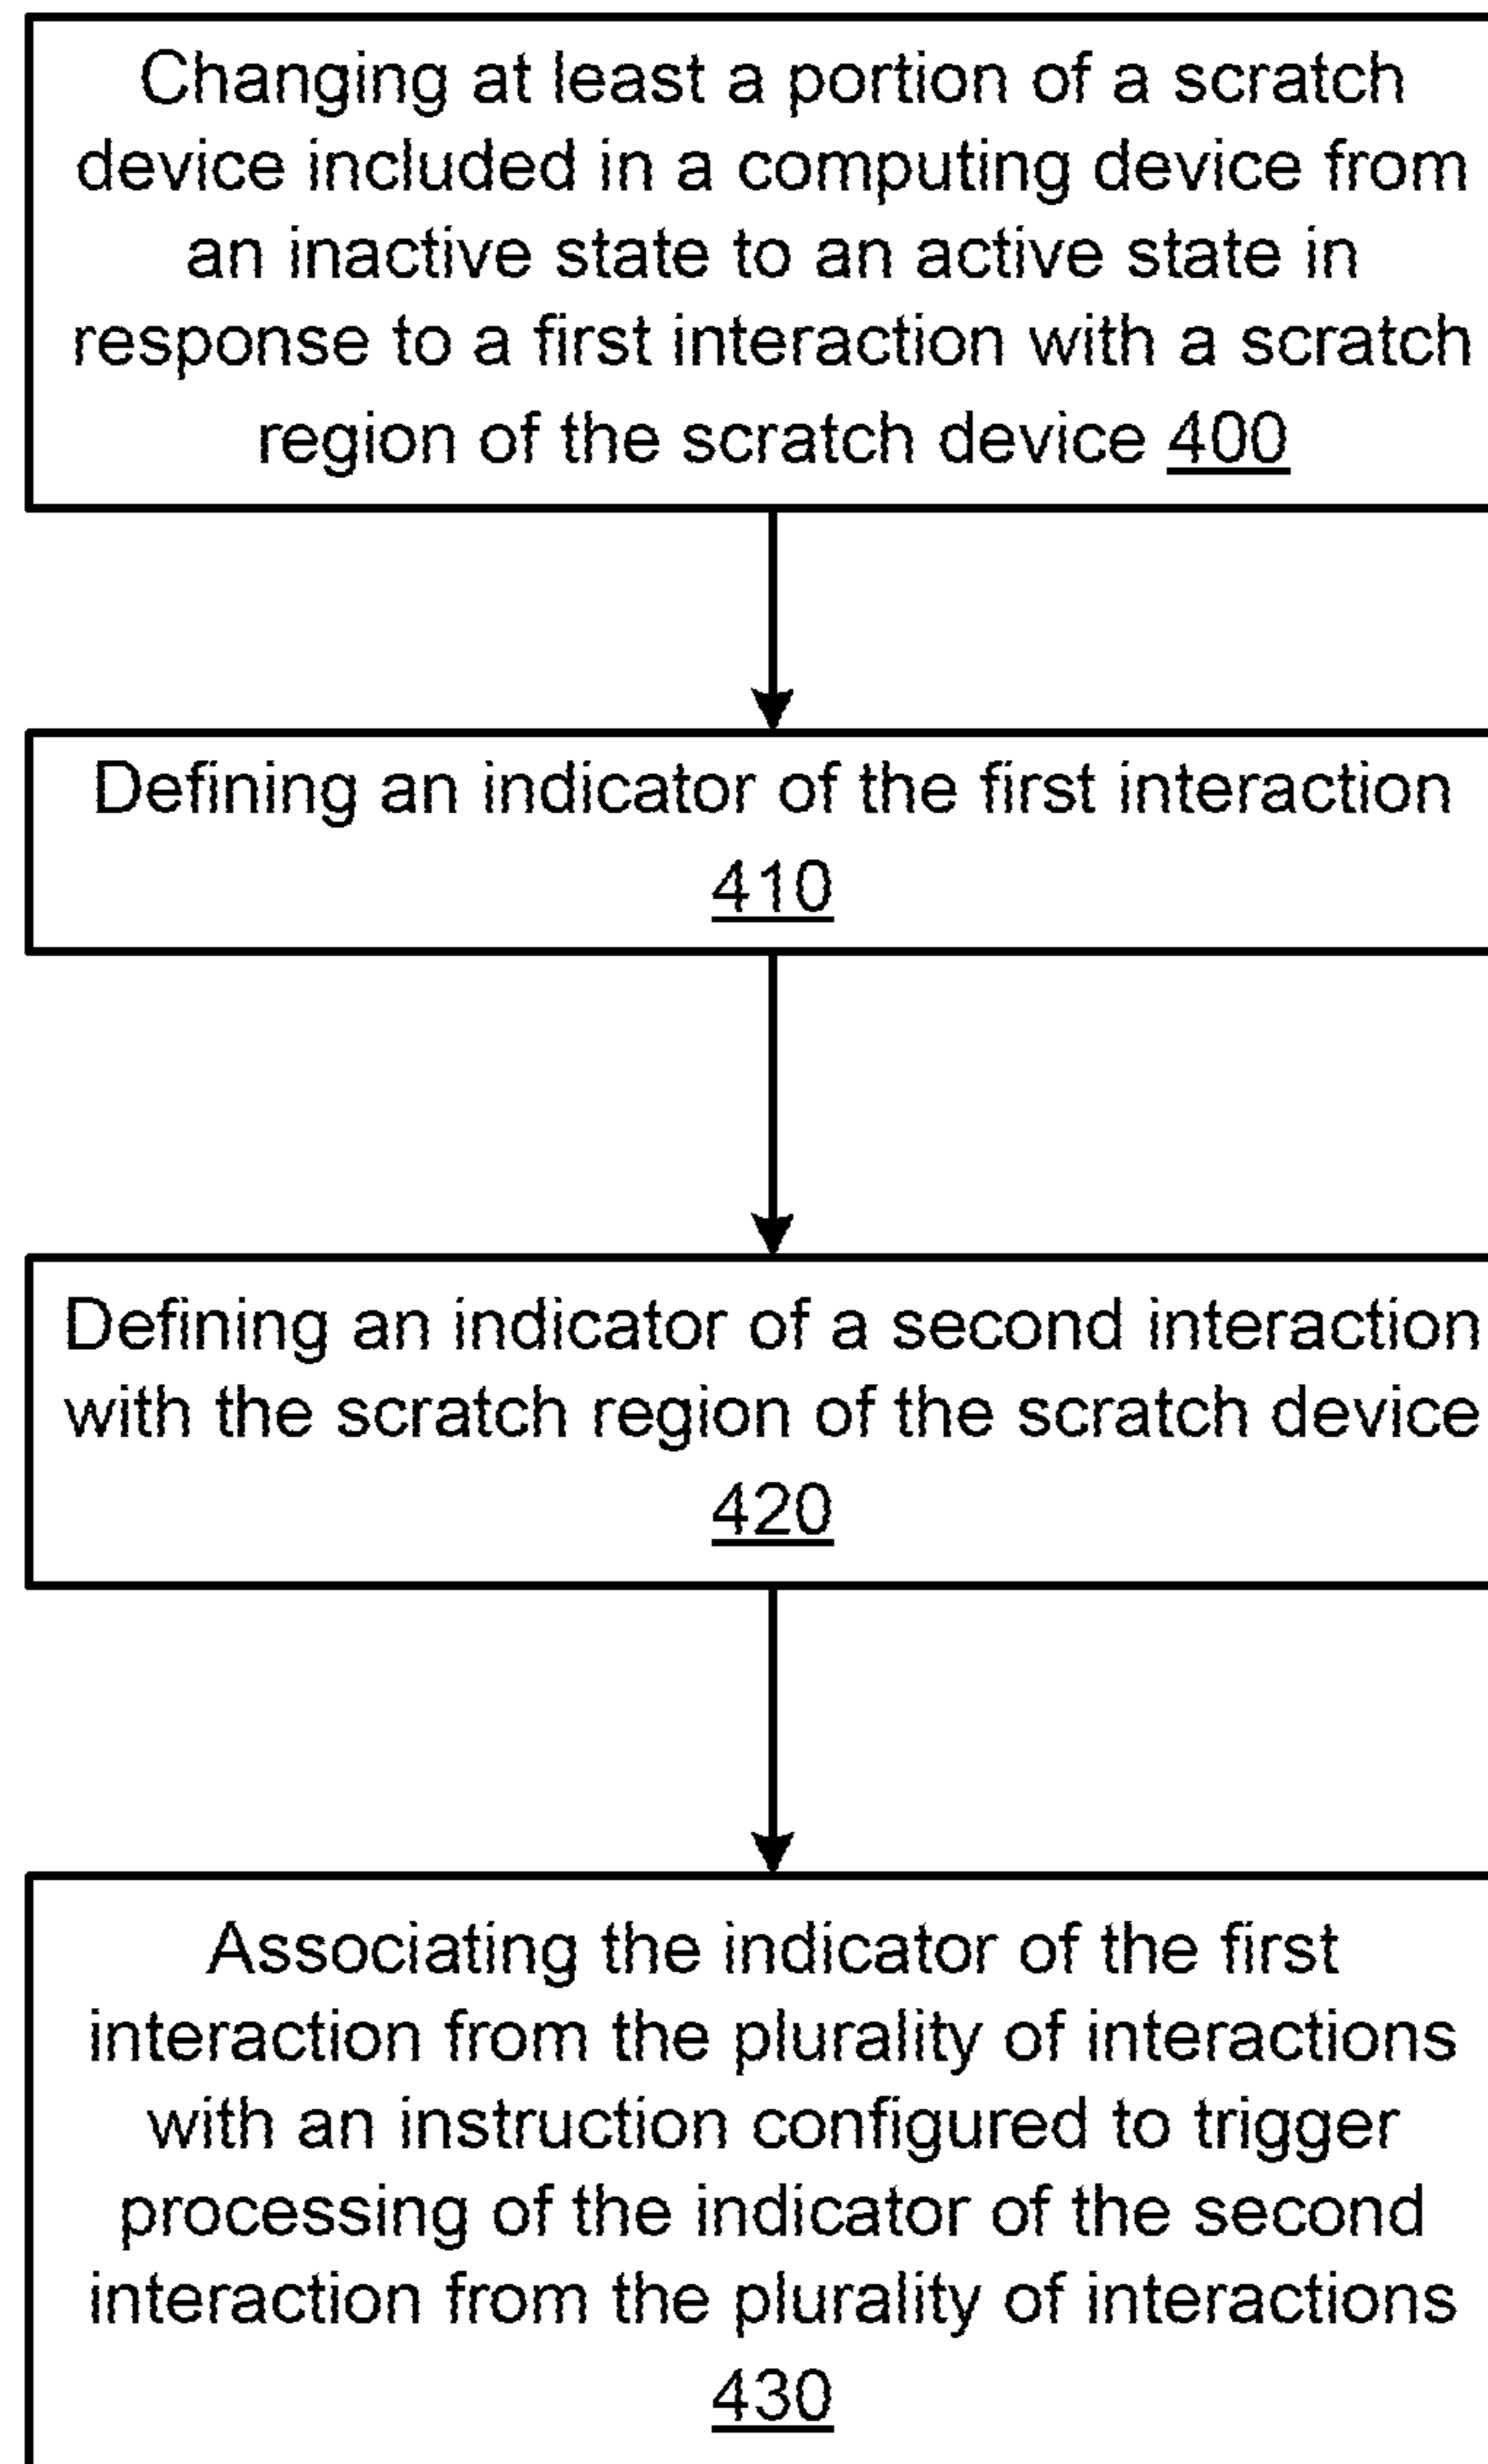 Changing at least a portion of a scratch
device included in a computing device from
an inactive state to an active state in
response to a first interaction with a scratch
region of the scratch device 400
Defining an indicator of the first interaction
410
Defining an indicator of a second interaction
with the scratch region of the scratch device
420
Associating the indicator of the first
interaction from the plurality of interactions
with an instruction configured to trigger
processing of the indicator of the second
interaction from the plurality of interactions
430